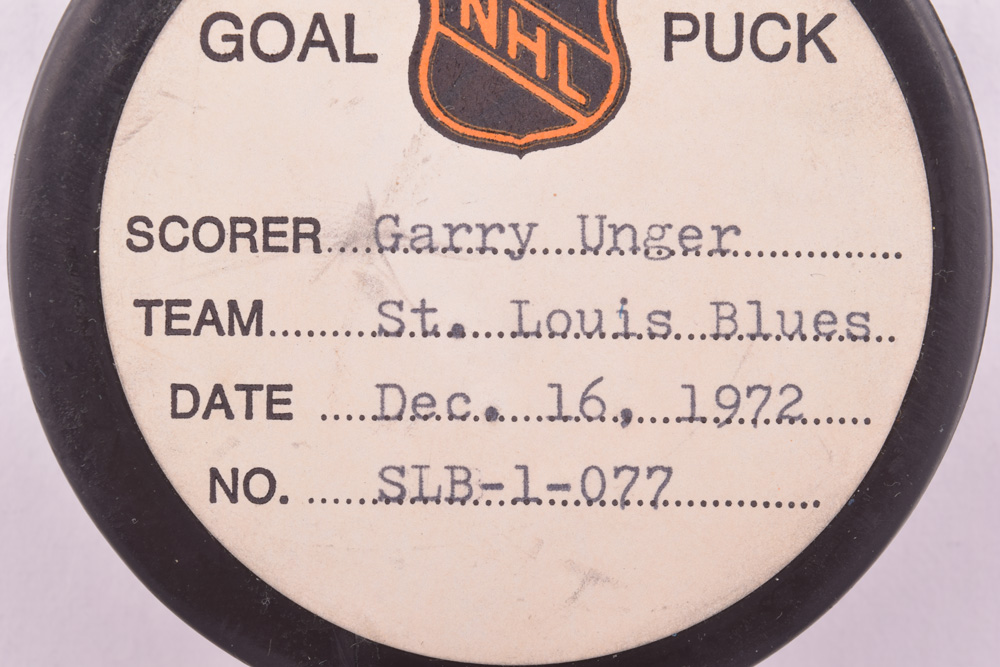 GOAL NHL PUCK
SCORER....Garry Unger..............
TEAM........St. Louis Blues..
DATE ....Dec. 16, 1972.....
NO. .....SLB-1-077............